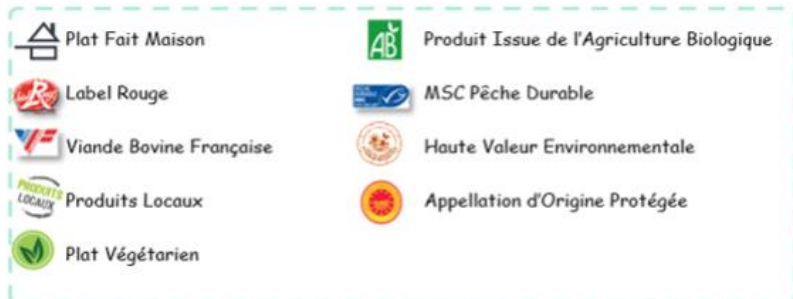 Plat Fait Maison
Label Rouge
VF Viande Bovine Française
PRODUITS LOCAUX Produits Locaux
Plat Végétarien
AB Produit Issue de l'Agriculture Biologique
MSC Pêche Durable
Haute Valeur Environnementale
Appellation d'Origine Protégée